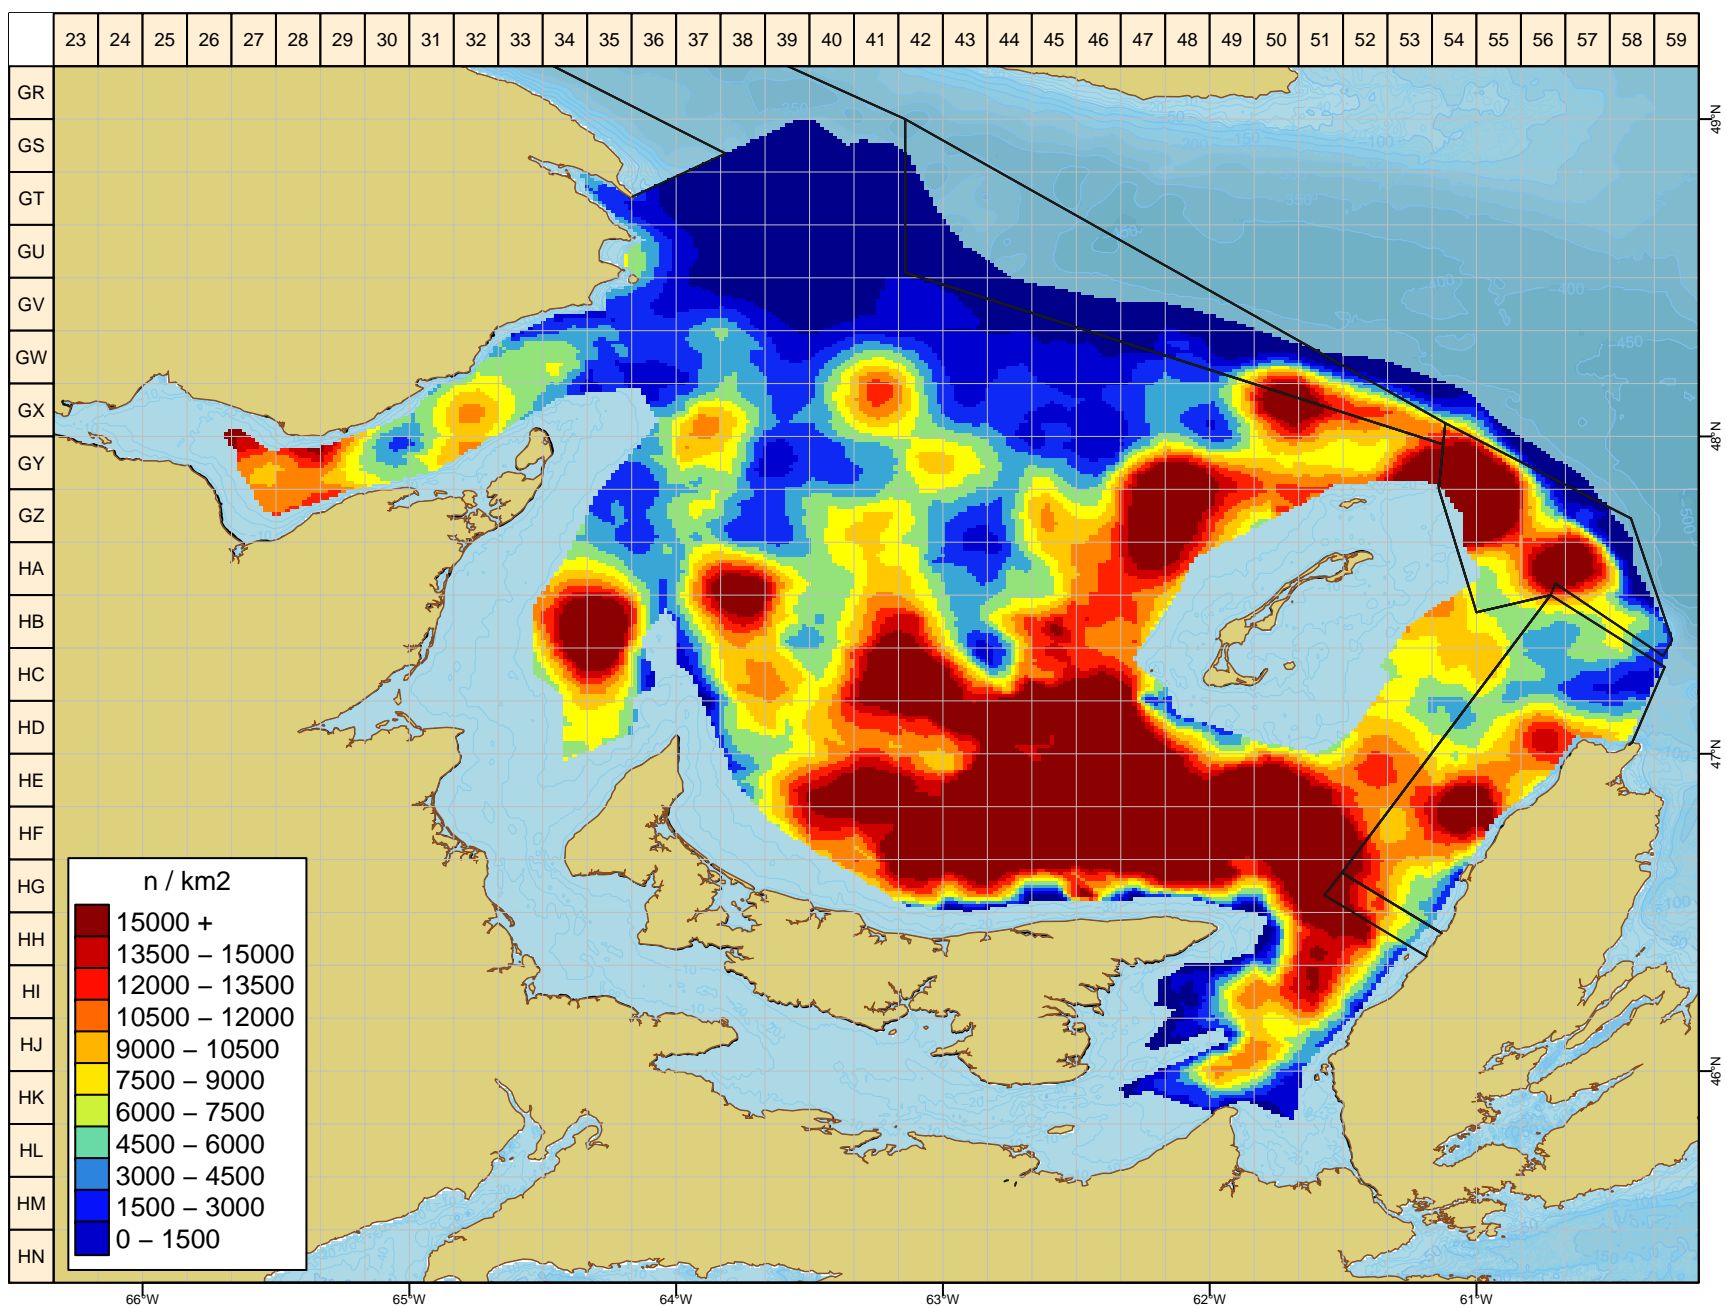 23 24 25 26 27 28 29 30 31 32 33 34 35 36 37 38 39 40 41 42 43 44 45 46 47 48 49 50 51 52 53 54 55 56 57 58 59
GR
GS
GT
GU
GV
GW
GX
GY
GZ
HA
HB
HC
HD
HE
HF
HG
HH
HI
HJ
HK
HL
HM
HN
49°N
48°N
47°N
46°N
n / km2
15000 +
13500 – 15000
12000 – 13500
10500 – 12000
9000 – 10500
7500 – 9000
6000 – 7500
4500 – 6000
3000 – 4500
1500 – 3000
0 – 1500
66°W 65°W 64°W 63°W 62°W 61°W